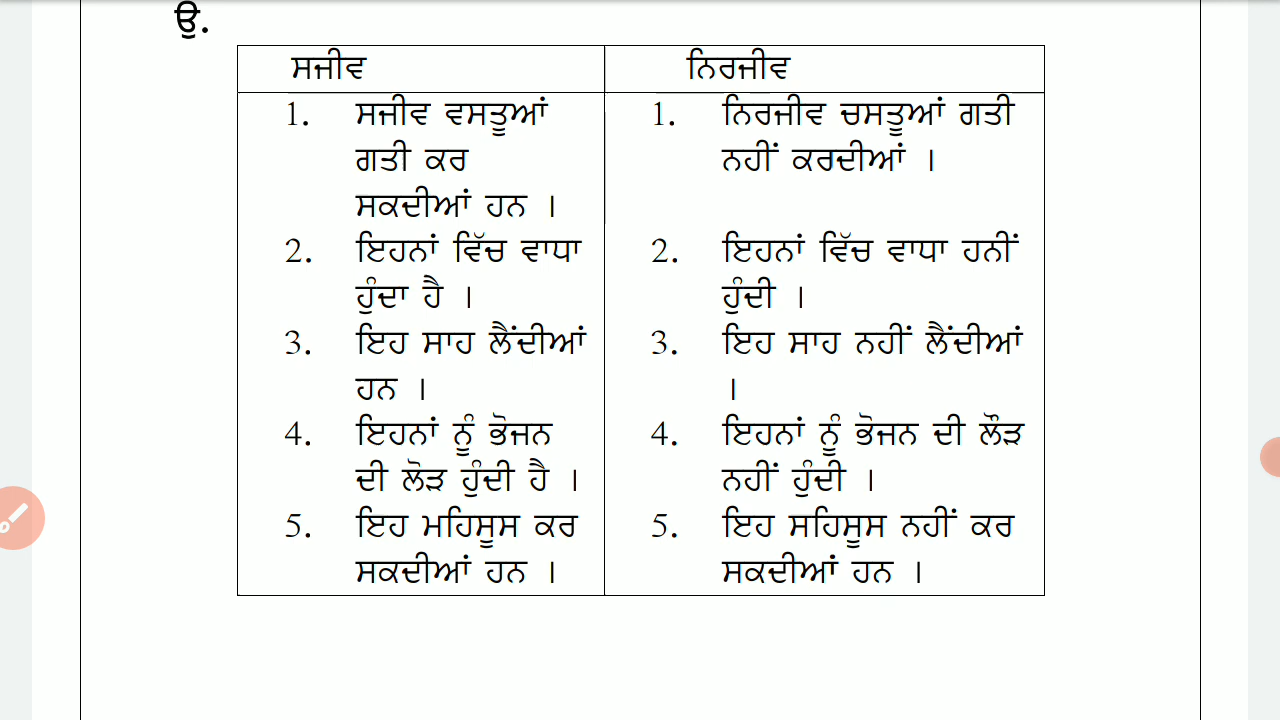 ਉ.
ਸਜੀਵ
ਨਿਰਜੀਵ
1. ਸਜੀਵ ਵਸਤੂਆਂ
ਗਤੀ ਕਰ
ਸਕਦੀਆਂ ਹਨ ।
2. ਇਹਨਾਂ ਵਿੱਚ ਵਾਧਾ
ਹੁੰਦਾ ਹੈ ।
3. ਇਹ ਸਾਹ ਲੈਂਦੀਆਂ
ਹਨ ।
4. ਇਹਨਾਂ ਨੂੰ ਭੋਜਨ
ਦੀ ਲੋੜ ਹੁੰਦੀ ਹੈ ।
5. ਇਹ ਮਹਿਸੂਸ ਕਰ
ਸਕਦੀਆਂ ਹਨ ।
1. ਨਿਰਜੀਵ ਚਸਤੂਆਂ ਗਤੀ
ਨਹੀਂ ਕਰਦੀਆਂ ।
2. ਇਹਨਾਂ ਵਿੱਚ ਵਾਧਾ ਹਨੀਂ
ਹੁੰਦੀ ।
3. ਇਹ ਸਾਹ ਨਹੀਂ ਲੈਂਦੀਆਂ
।
4. ਇਹਨਾਂ ਨੂੰ ਭੋਜਨ ਦੀ ਲੌੜ
ਨਹੀਂ ਹੁੰਦੀ ।
5. ਇਹ ਸਹਿਸੂਸ ਨਹੀਂ ਕਰ
ਸਕਦੀਆਂ ਹਨ ।